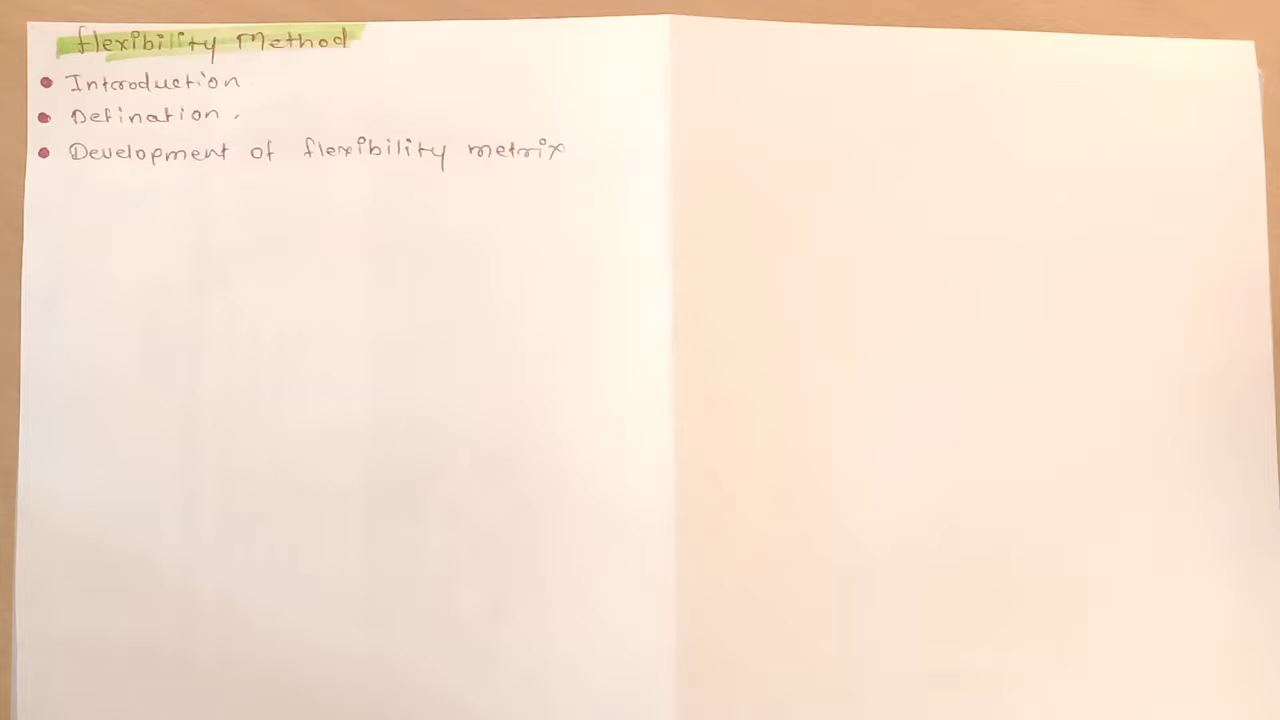 flexibility Method
• Introduction
• Defination.
• Development of flexibility metrix